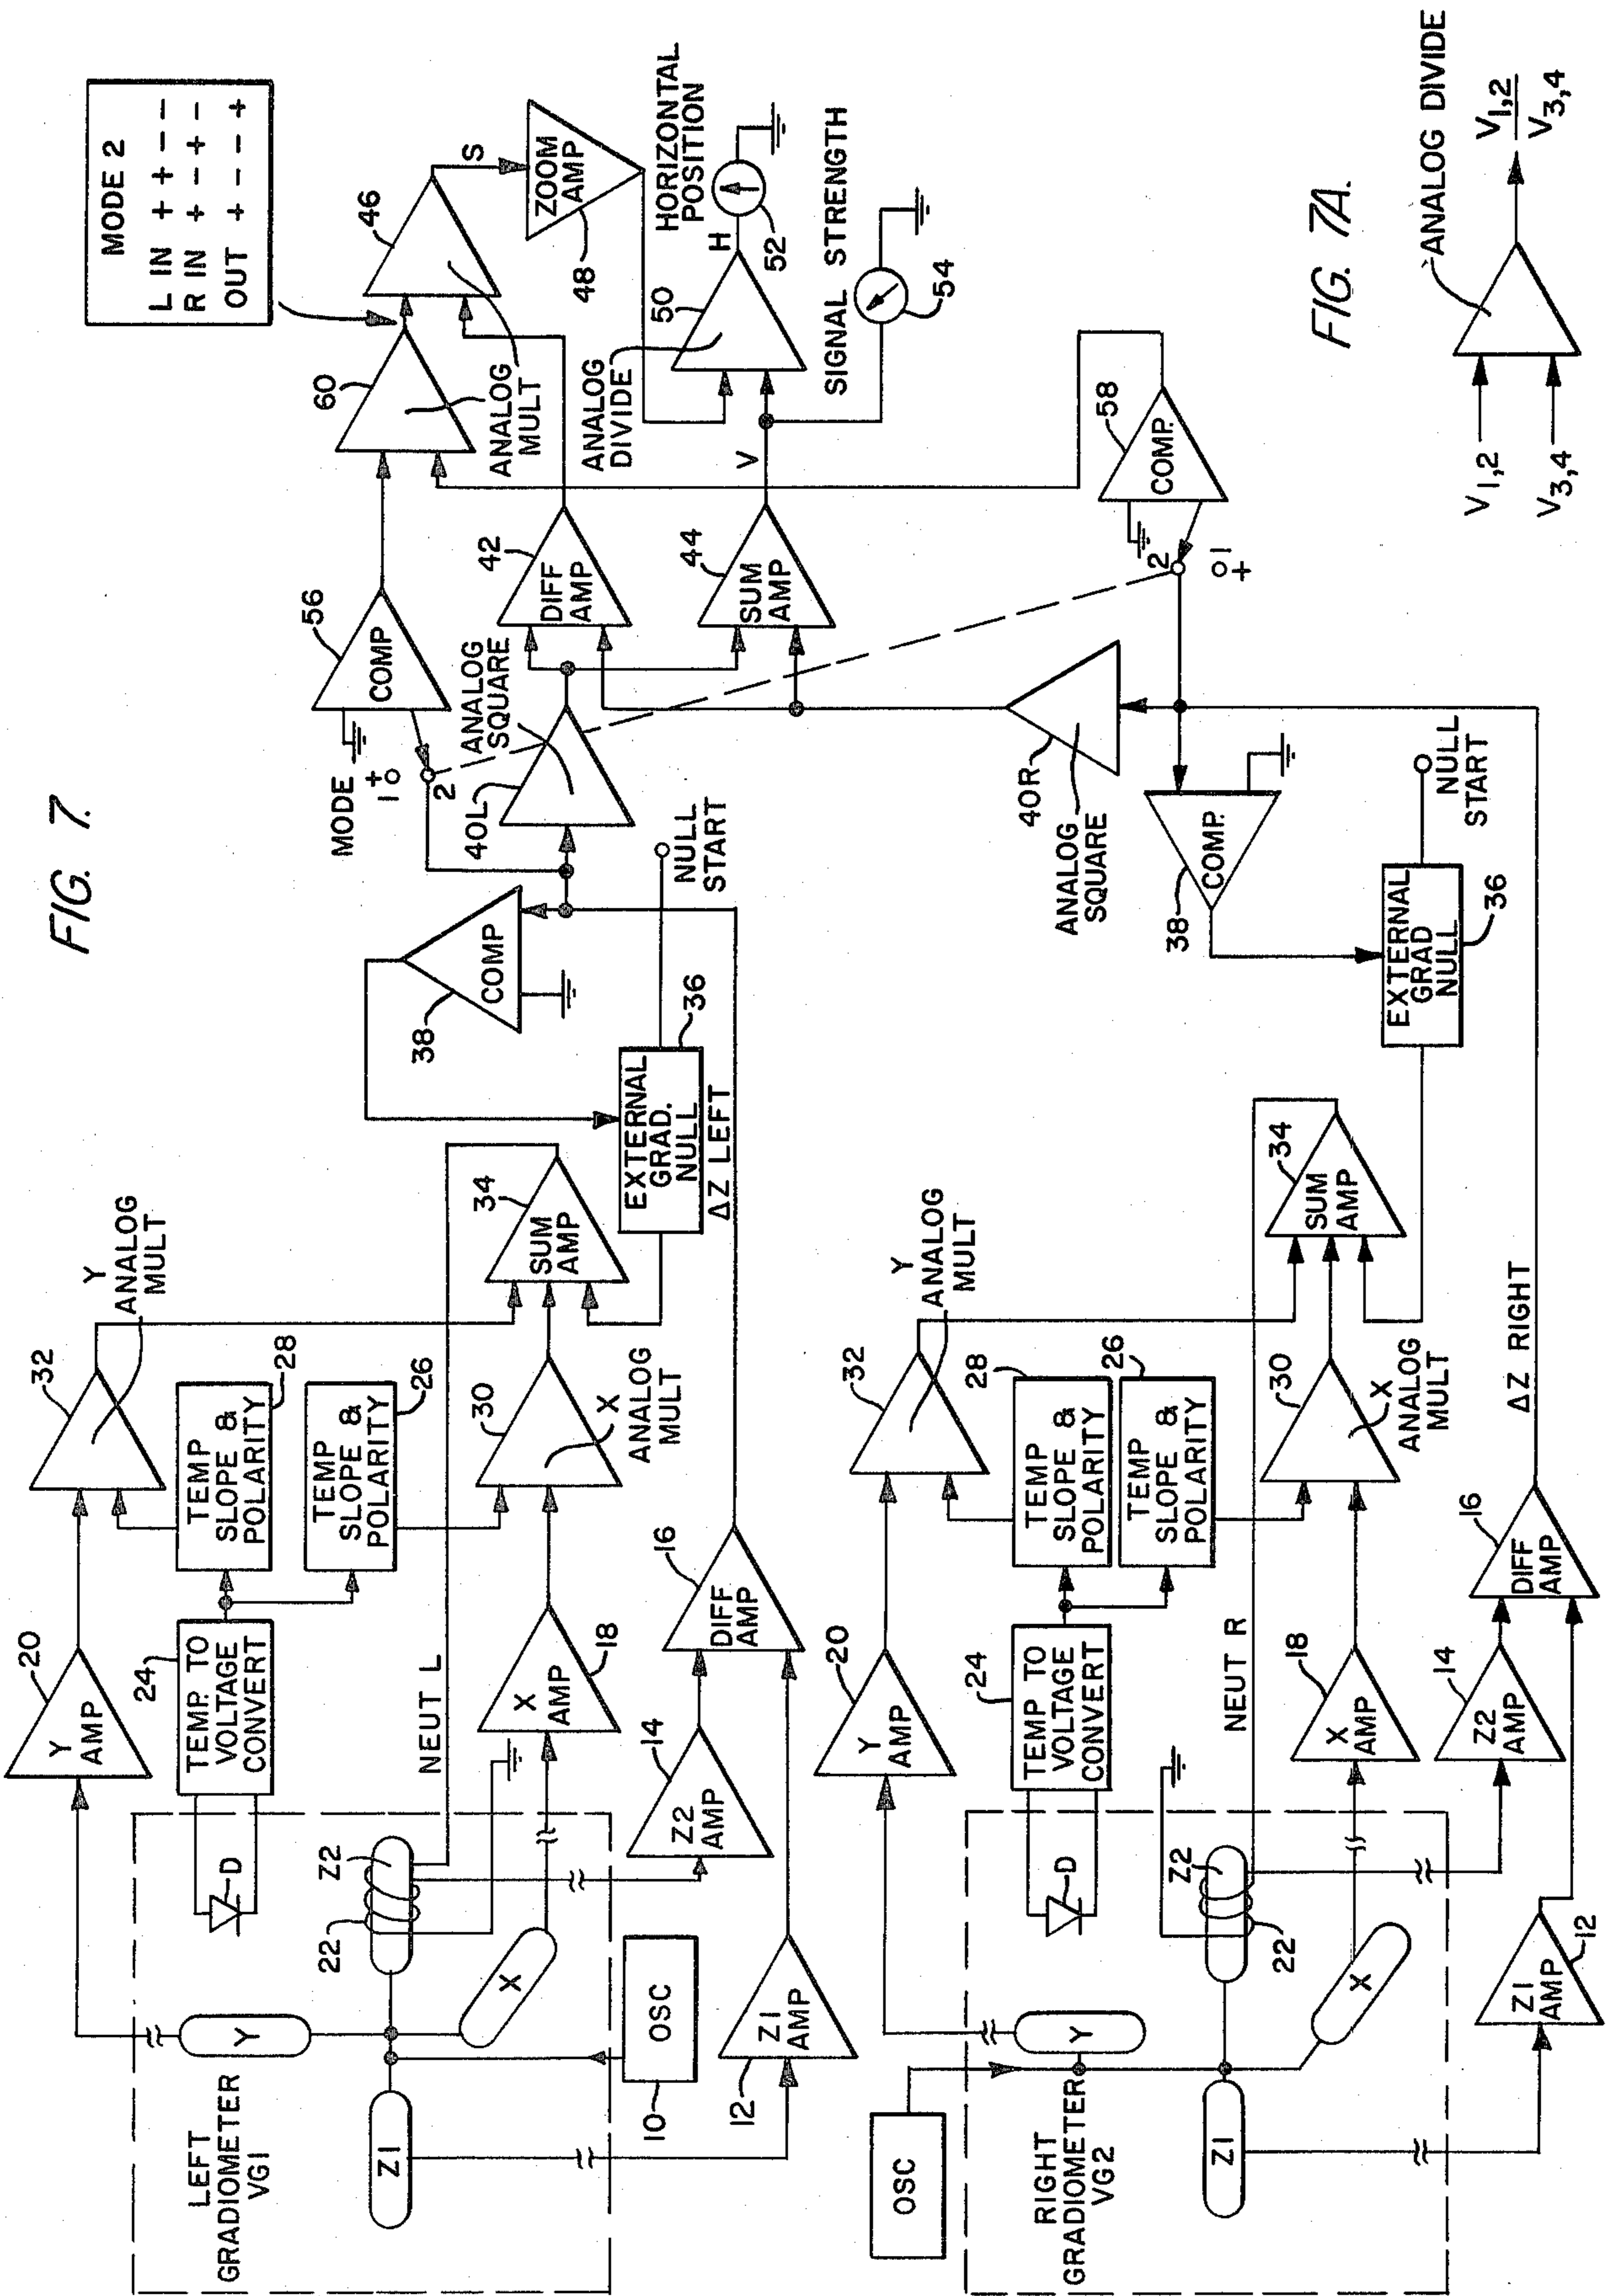 FIG. 7.
LEFT
GRADIOMETER
VG1
Z1
Y
X
Z2
22
D
10
OSC
12
Z1
AMP
Y
AMP
20
24
TEMP. TO
VOLTAGE
CONVERT
NEUT L
X
AMP
18
14
Z2
AMP
16
DIFF
AMP
32
Y
ANALOG
MULT
28
TEMP
SLOPE &
POLARITY
26
TEMP
SLOPE &
POLARITY
30
X
ANALOG
MULT
34
SUM
AMP
EXTERNAL
GRAD.
NULL
36
ΔZ LEFT
38
COMP
NULL
START
MODE
1
+
2
40L
ANALOG
SQUARE
56
COMP
42
DIFF
AMP
44
SUM
AMP
V
60
ANALOG
MULT
46
S
MODE 2
L IN + + - -
R IN + - + -
OUT + - - +
ZOOM
AMP
48
ANALOG
DIVIDE
50
H
HORIZONTAL
POSITION
52
SIGNAL STRENGTH
54
58
COMP.
2
1
+
40R
ANALOG
SQUARE
38
COMP.
EXTERNAL
GRAD
NULL
36
NULL
START
OSC
RIGHT
GRADIOMETER
VG2
Z1
Y
X
Z2
22
D
12
Z1
AMP
20
Y
AMP
24
TEMP TO
VOLTAGE
CONVERT
NEUT R
18
X
AMP
14
Z2
AMP
16
DIFF
AMP
32
Y
ANALOG
MULT
28
TEMP
SLOPE &
POLARITY
26
TEMP
SLOPE &
POLARITY
30
X
ANALOG
MULT
34
SUM
AMP
ΔZ RIGHT
FIG. 7A.
ANALOG DIVIDE
V1,2
V3,4
V1,2
V3,4